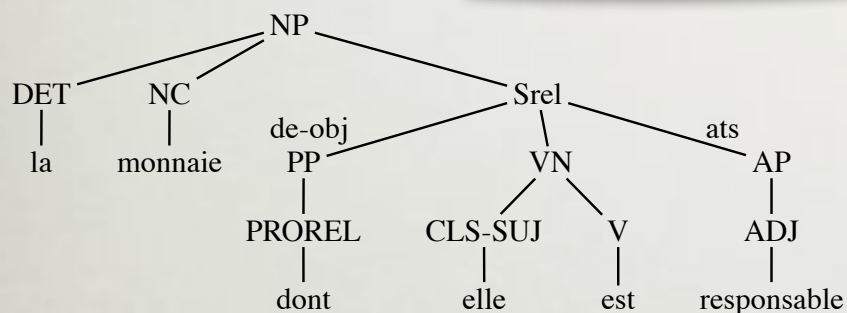 NP
DET NC Srel
de-obj ats
la monnaie PP VN AP
PROREL CLS-SUJ V ADJ
dont elle est responsable